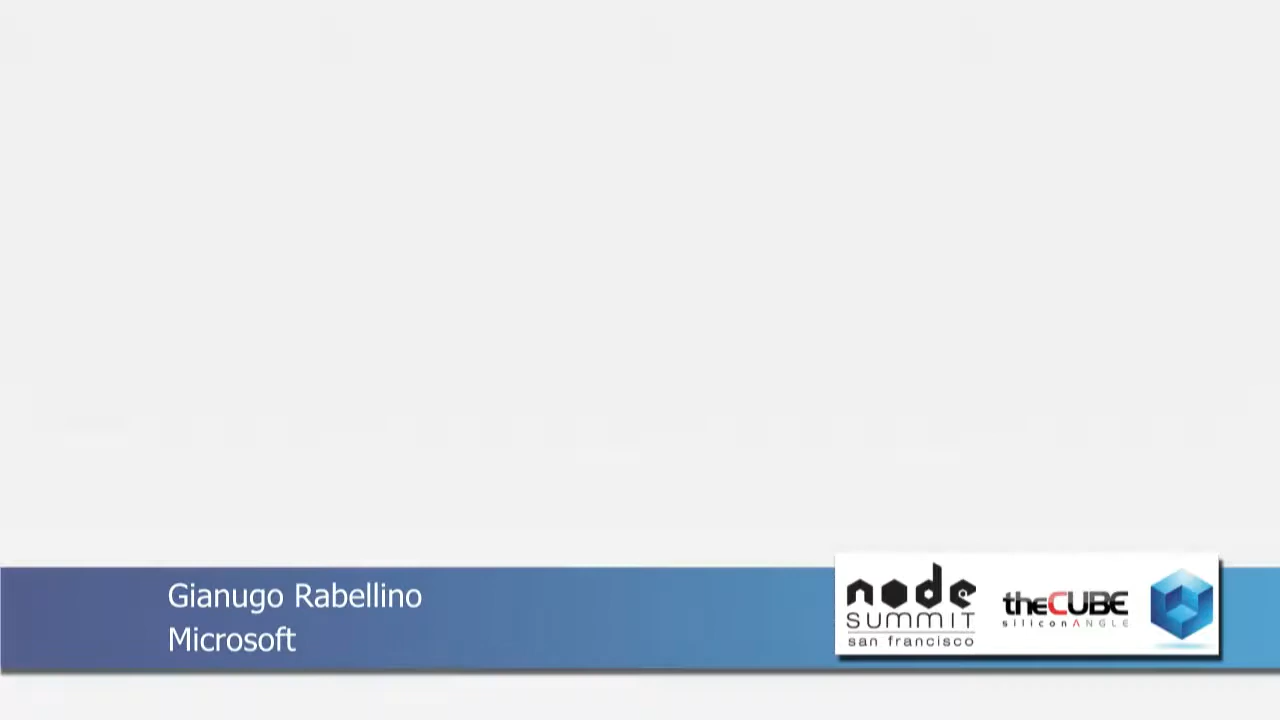 Gianugo Rabellino
Microsoft
node
SUMMIT
san francisco
theCUBE
siliconANGLE